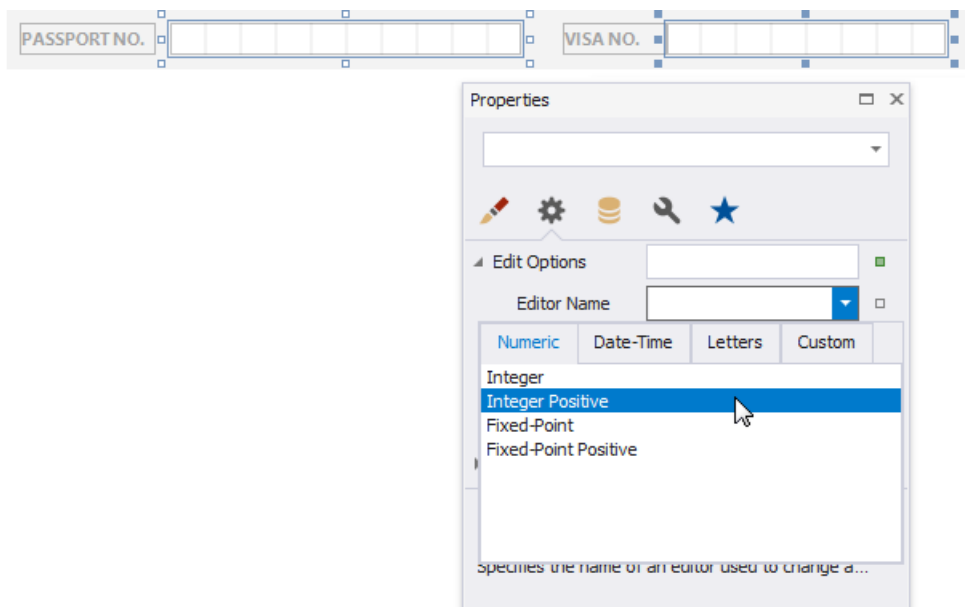 PASSPORT NO.
VISA NO.
Properties
Edit Options
Editor Name
Numeric Date-Time Letters Custom
Integer
Integer Positive
Fixed-Point
Fixed-Point Positive
Specifies the name of an editor used to change a...